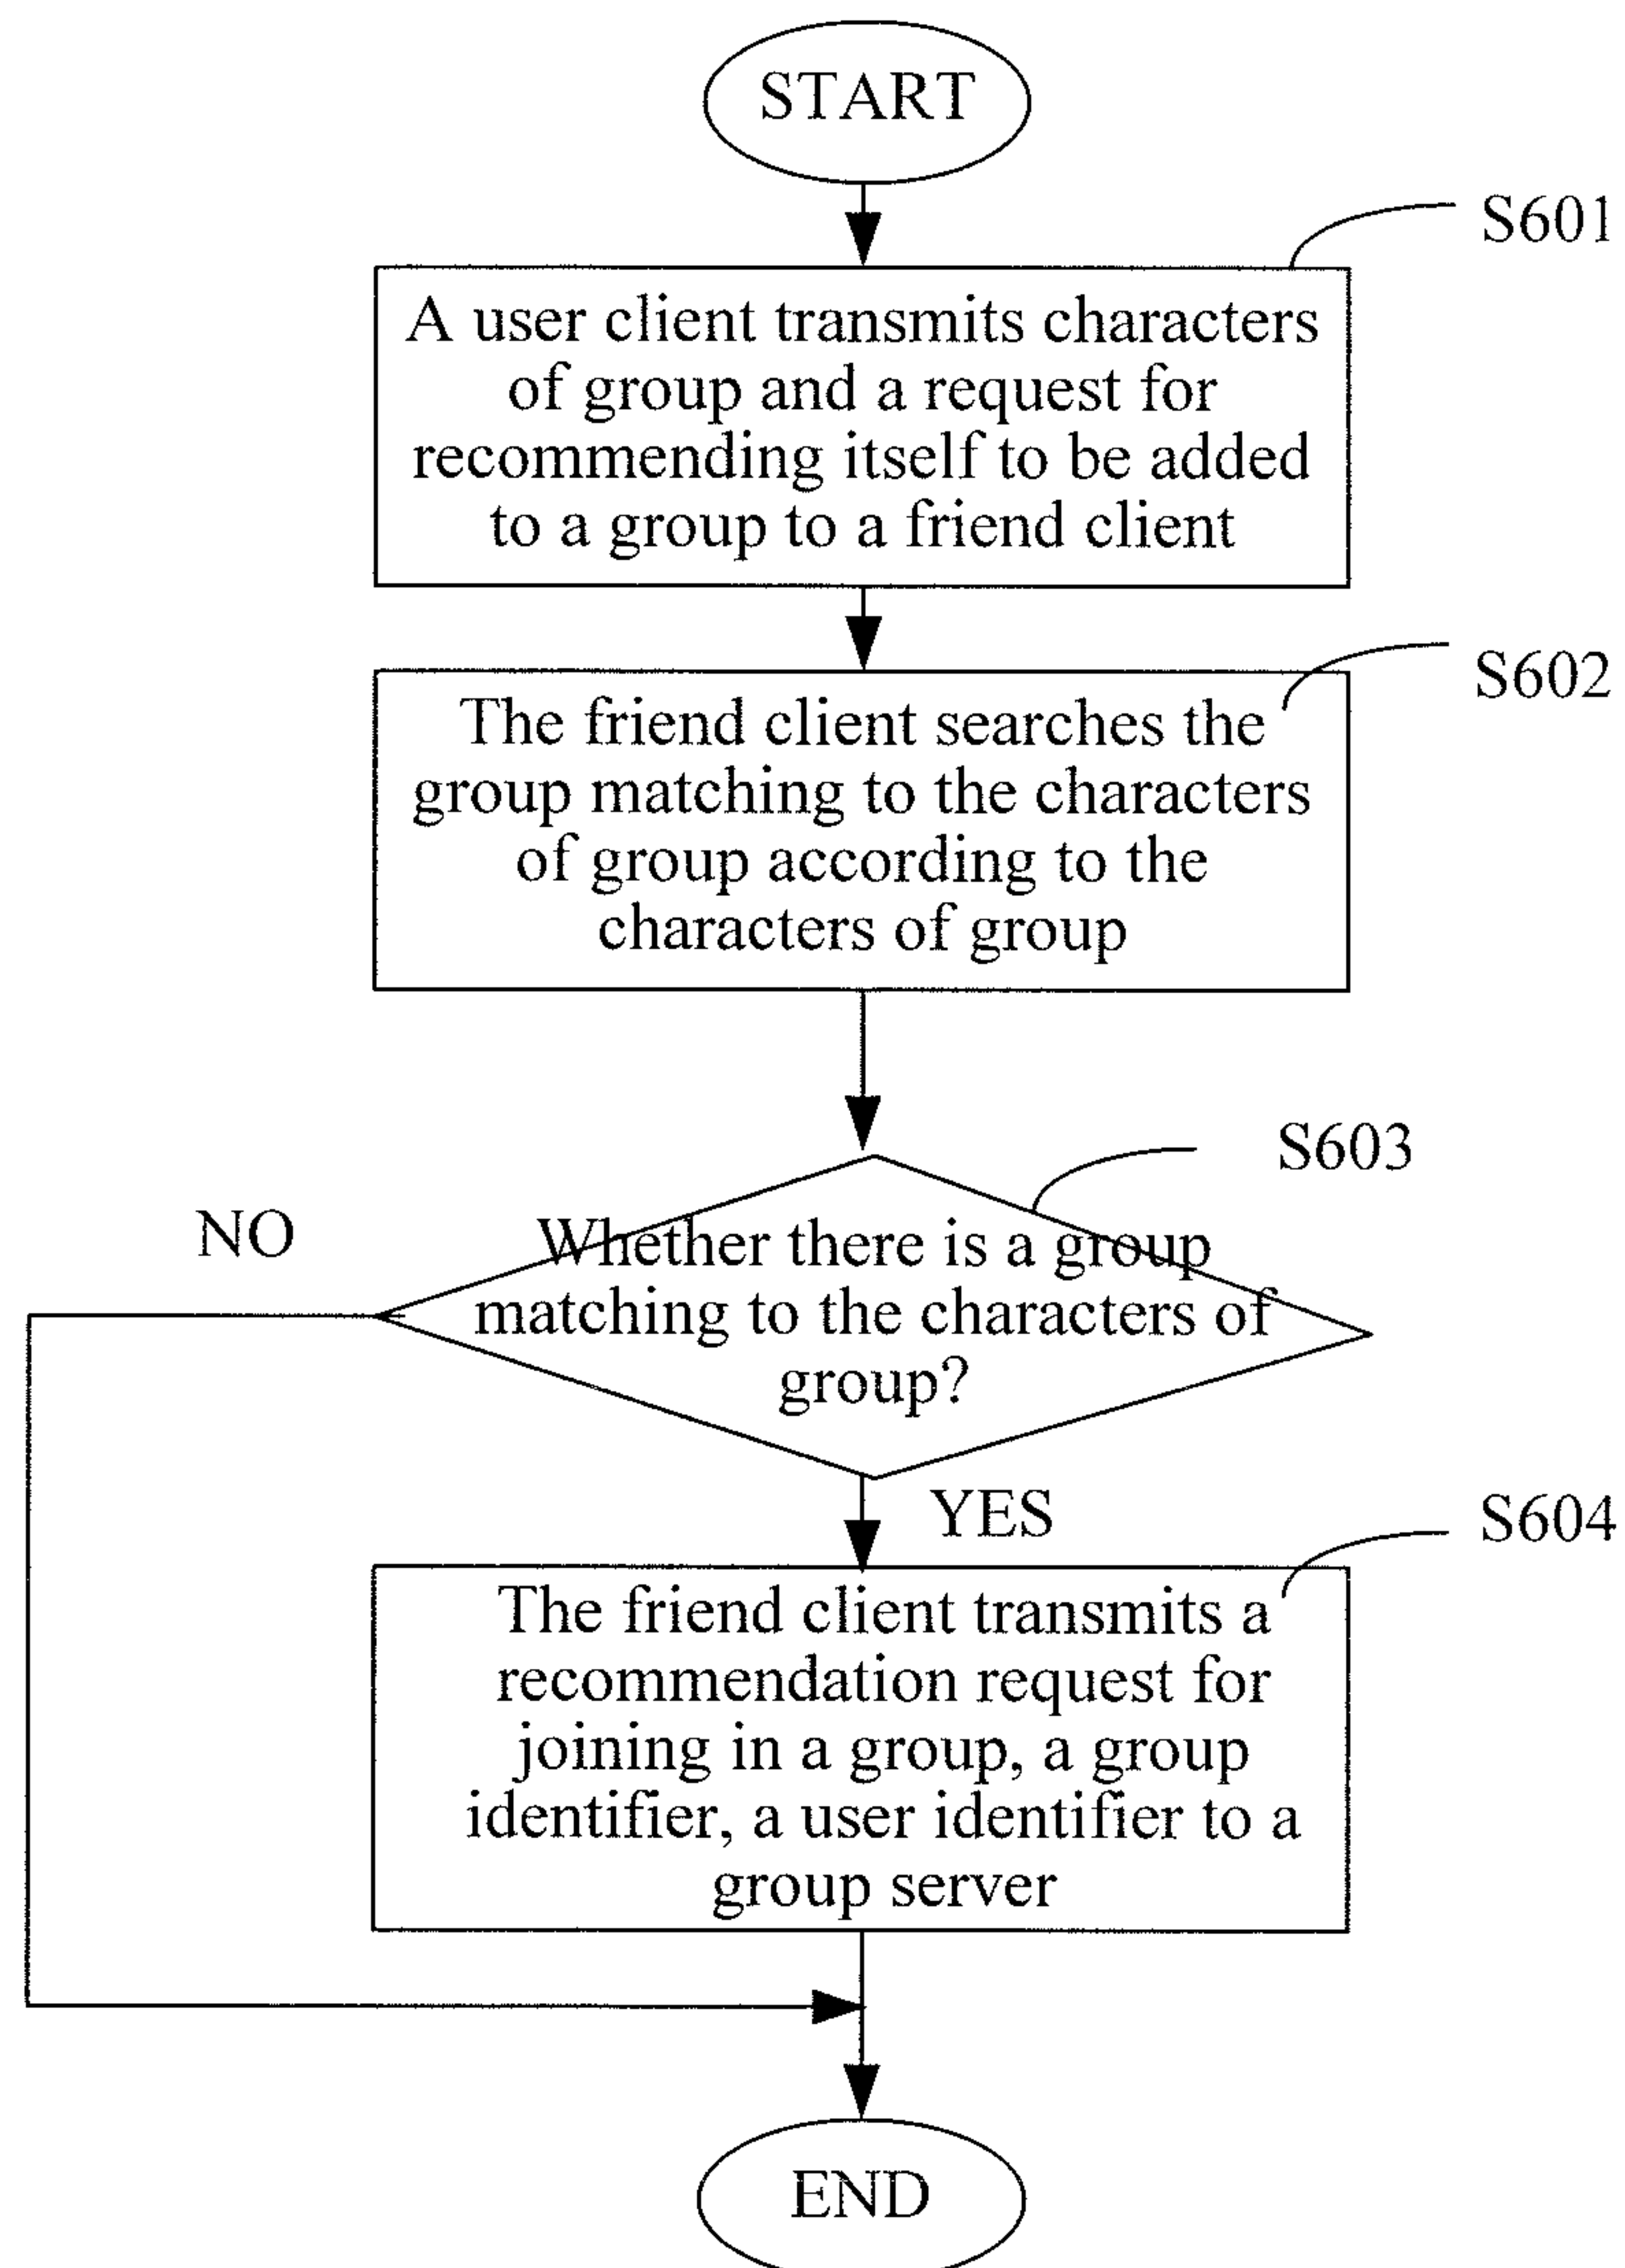 START
S601
A user client transmits characters
of group and a request for
recommending itself to be added
to a group to a friend client
S602
The friend client searches the
group matching to the characters
of group according to the
characters of group
S603
NO
Whether there is a group
matching to the characters of
group?
YES
S604
The friend client transmits a
recommendation request for
joining in a group, a group
identifier, a user identifier to a
group server
END